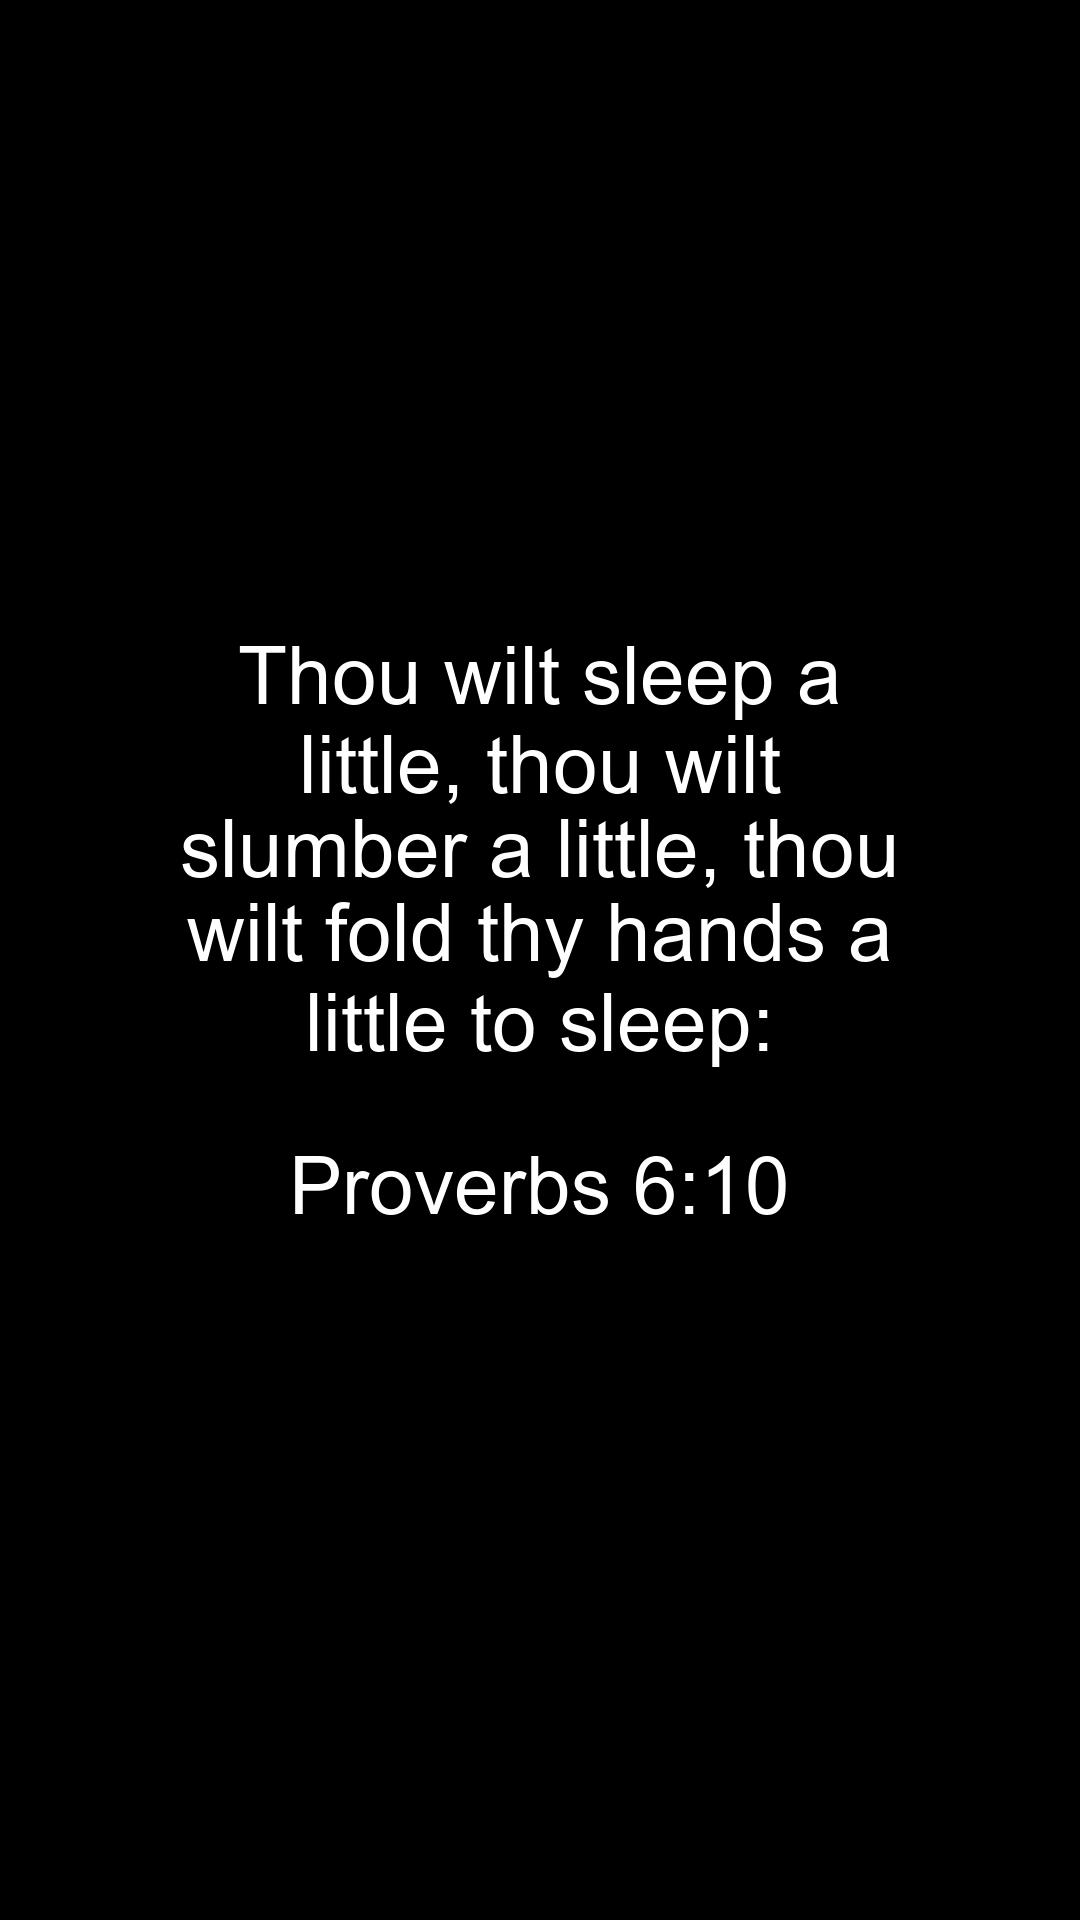 Thou wilt sleep a
little, thou wilt
slumber a little, thou
wilt fold thy hands a
little to sleep:
Proverbs 6:10